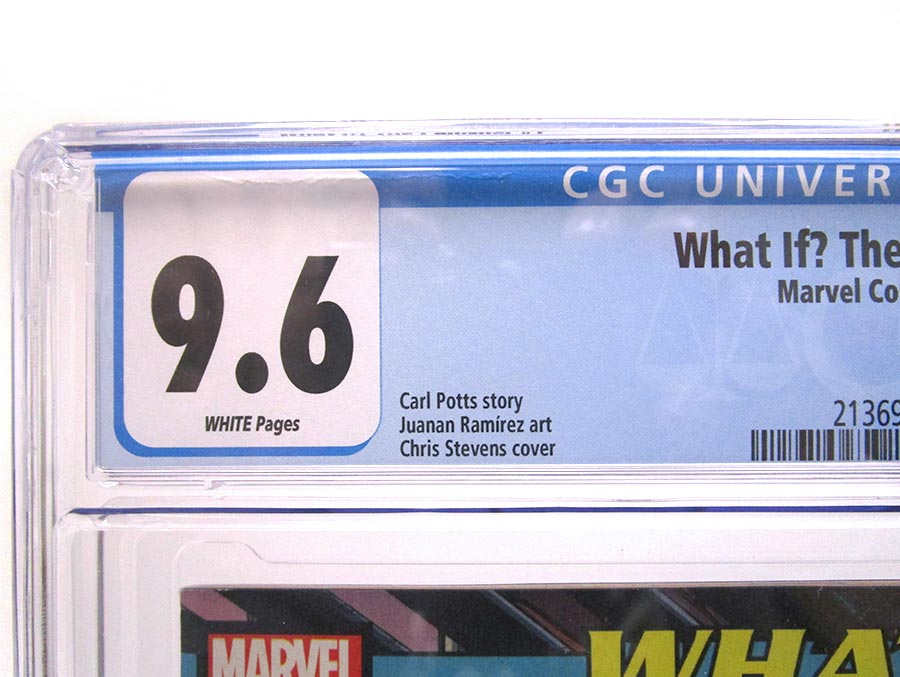 CGC UNIVER
9.6
WHITE Pages
What If? The
Marvel Co
Carl Potts story
Juanan Ramírez art
Chris Stevens cover
21369
MARVEL
WHA